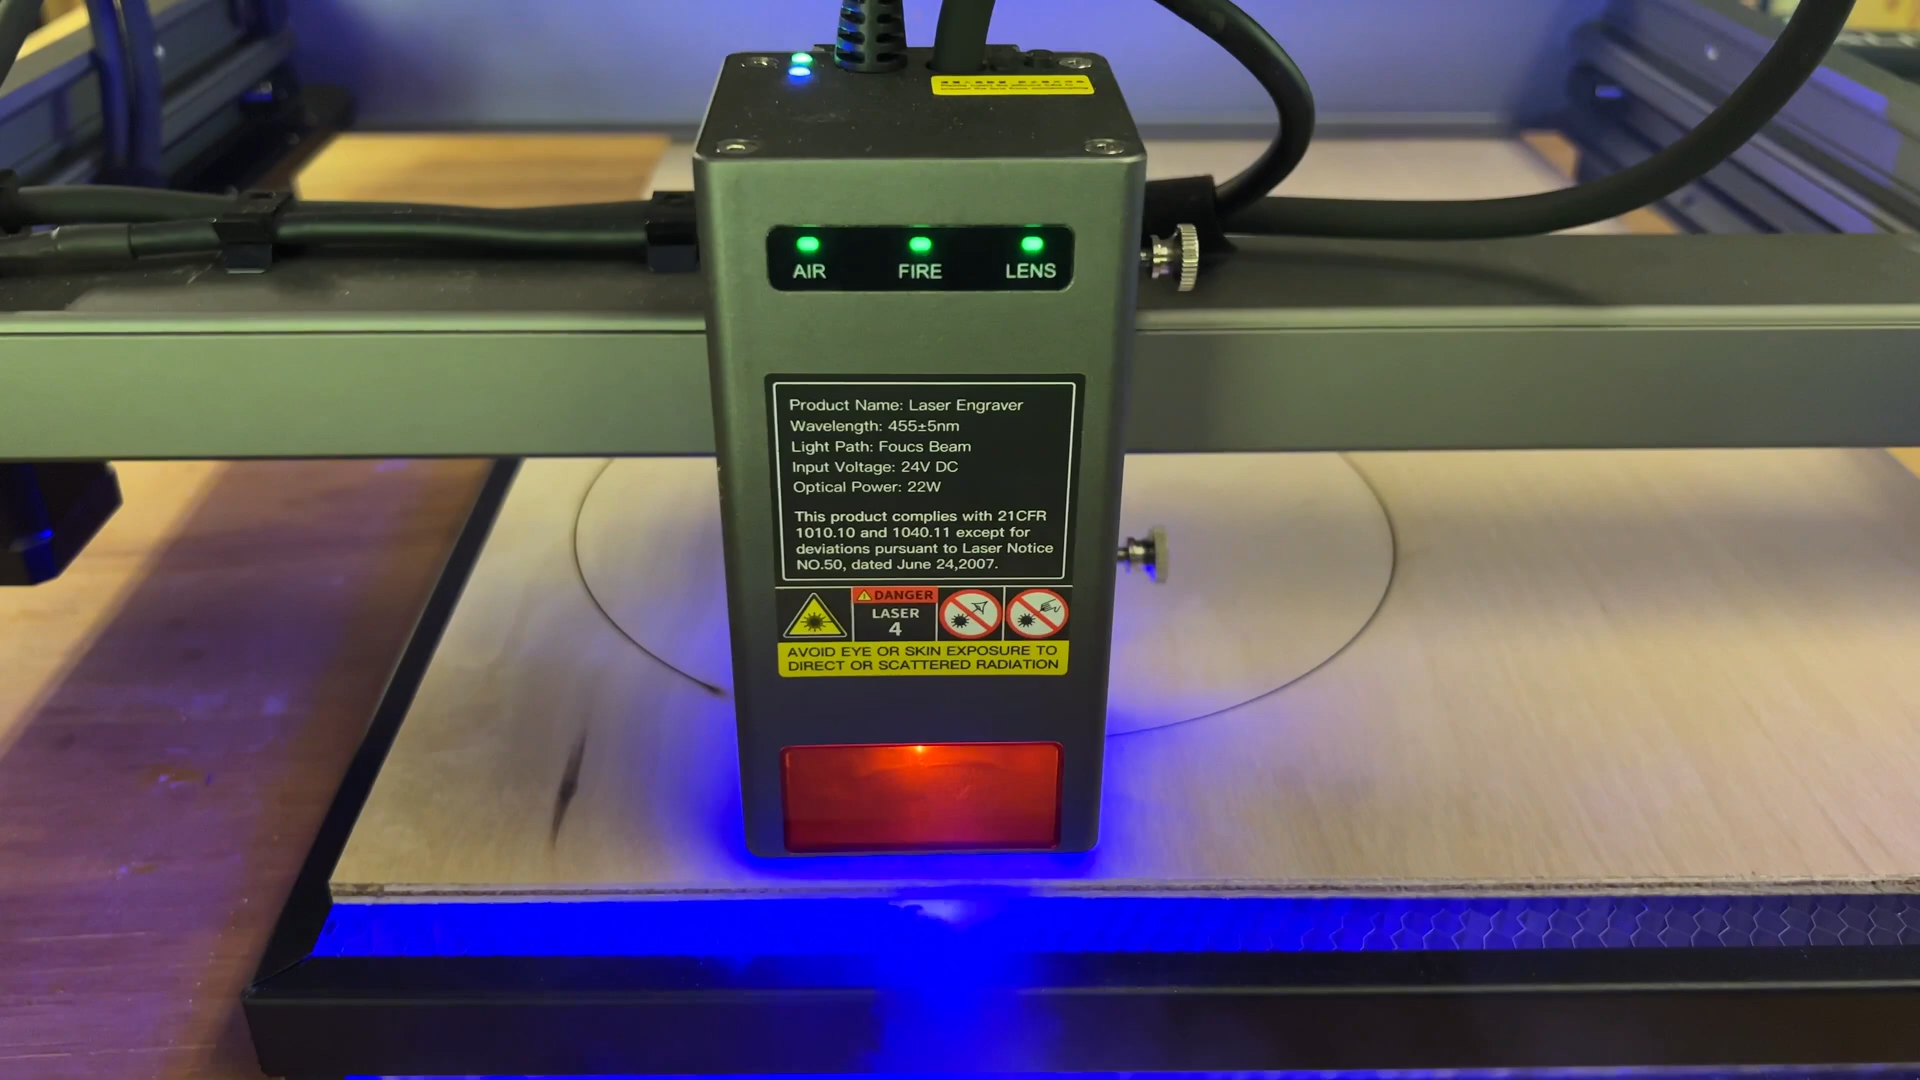 AIR FIRE LENS
Product Name: Laser Engraver
Wavelength: 455±5nm
Light Path: Foucs Beam
Input Voltage: 24V DC
Optical Power: 22W
This product complies with 21CFR
1010.10 and 1040.11 except for
deviations pursuant to Laser Notice
NO.50, dated June 24,2007.
DANGER
LASER
4
AVOID EYE OR SKIN EXPOSURE TO
DIRECT OR SCATTERED RADIATION